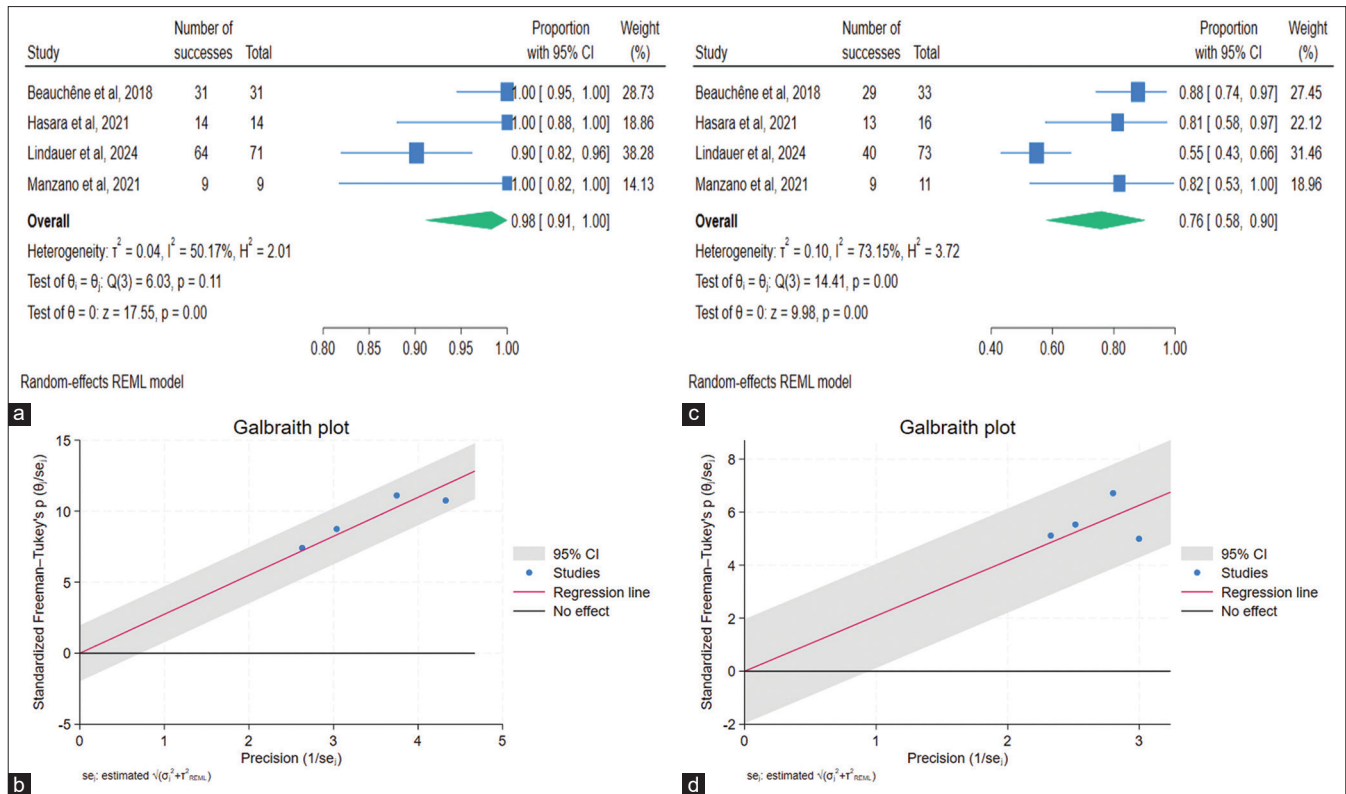 Number of Proportion Weight
Study successes Total with 95% CI (%)
Beauchêne et al, 2018 31 31 1.00 [ 0.95, 1.00] 28.73
Hasara et al, 2021 14 14 1.00 [ 0.88, 1.00] 18.86
Lindauer et al, 2024 64 71 0.90 [ 0.82, 0.96] 38.28
Manzano et al, 2021 9 9 1.00 [ 0.82, 1.00] 14.13
Overall 0.98 [ 0.91, 1.00]
Heterogeneity: τ² = 0.04, I² = 50.17%, H² = 2.01
Test of θᵢ = θⱼ: Q(3) = 6.03, p = 0.11
Test of θ = 0: z = 17.55, p = 0.00
0.80 0.85 0.90 0.95 1.00
Random-effects REML model
a
Number of Proportion Weight
Study successes Total with 95% CI (%)
Beauchêne et al, 2018 29 33 0.88 [ 0.74, 0.97] 27.45
Hasara et al, 2021 13 16 0.81 [ 0.58, 0.97] 22.12
Lindauer et al, 2024 40 73 0.55 [ 0.43, 0.66] 31.46
Manzano et al, 2021 9 11 0.82 [ 0.53, 1.00] 18.96
Overall 0.76 [ 0.58, 0.90]
Heterogeneity: τ² = 0.10, I² = 73.15%, H² = 3.72
Test of θᵢ = θⱼ: Q(3) = 14.41, p = 0.00
Test of θ = 0: z = 9.98, p = 0.00
0.40 0.60 0.80 1.00
Random-effects REML model
c
Galbraith plot
Standardized Freeman–Tukey's p (θⱼ/seⱼ)
15
10
5
0
-5
0 1 2 3 4 5
Precision (1/seⱼ)
seⱼ: estimated √(σⱼ²+τ²REML)
95% CI
Studies
Regression line
No effect
b
Galbraith plot
Standardized Freeman–Tukey's p (θⱼ/seⱼ)
8
6
4
2
0
-2
0 1 2 3
Precision (1/seⱼ)
seⱼ: estimated √(σⱼ²+τ²REML)
95% CI
Studies
Regression line
No effect
d